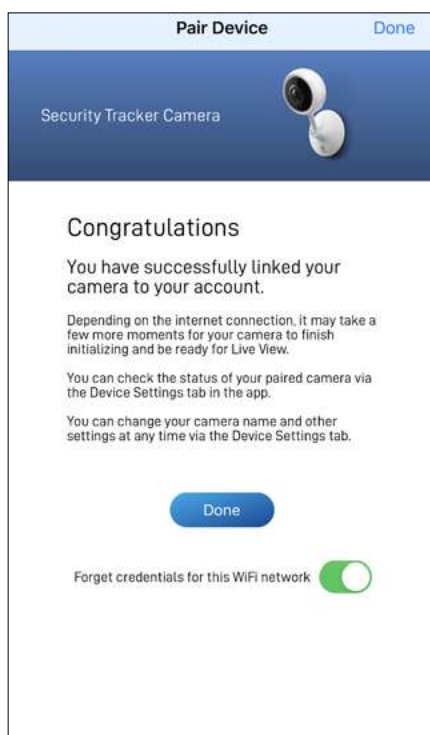 Pair Device
Done
Security Tracker Camera
Congratulations
You have successfully linked your
camera to your account.
Depending on the internet connection, it may take a
few more moments for your camera to finish
initializing and be ready for Live View.
You can check the status of your paired camera via
the Device Settings tab in the app.
You can change your camera name and other
settings at any time via the Device Settings tab.
Done
Forget credentials for this WiFi network